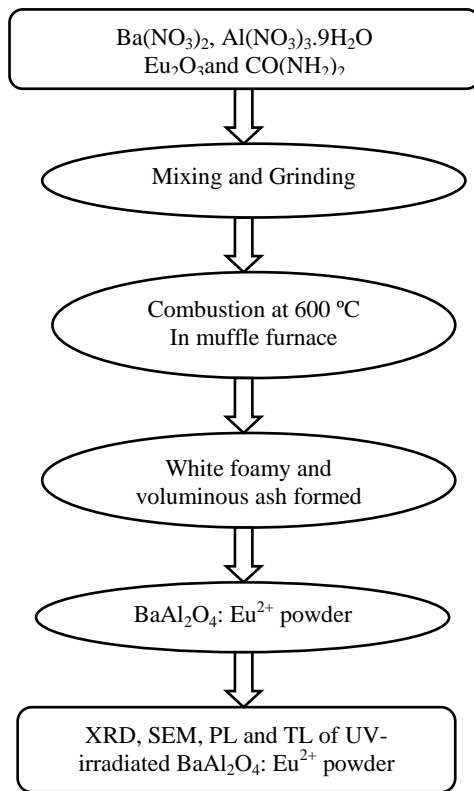 Ba(NO₃)₂, Al(NO₃)₃.9H₂O
Eu₂O₃and CO(NH₂)₂
Mixing and Grinding
Combustion at 600 ºC
In muffle furnace
White foamy and
voluminous ash formed
BaAl₂O₄: Eu²⁺ powder
XRD, SEM, PL and TL of UV-
irradiated BaAl₂O₄: Eu²⁺ powder